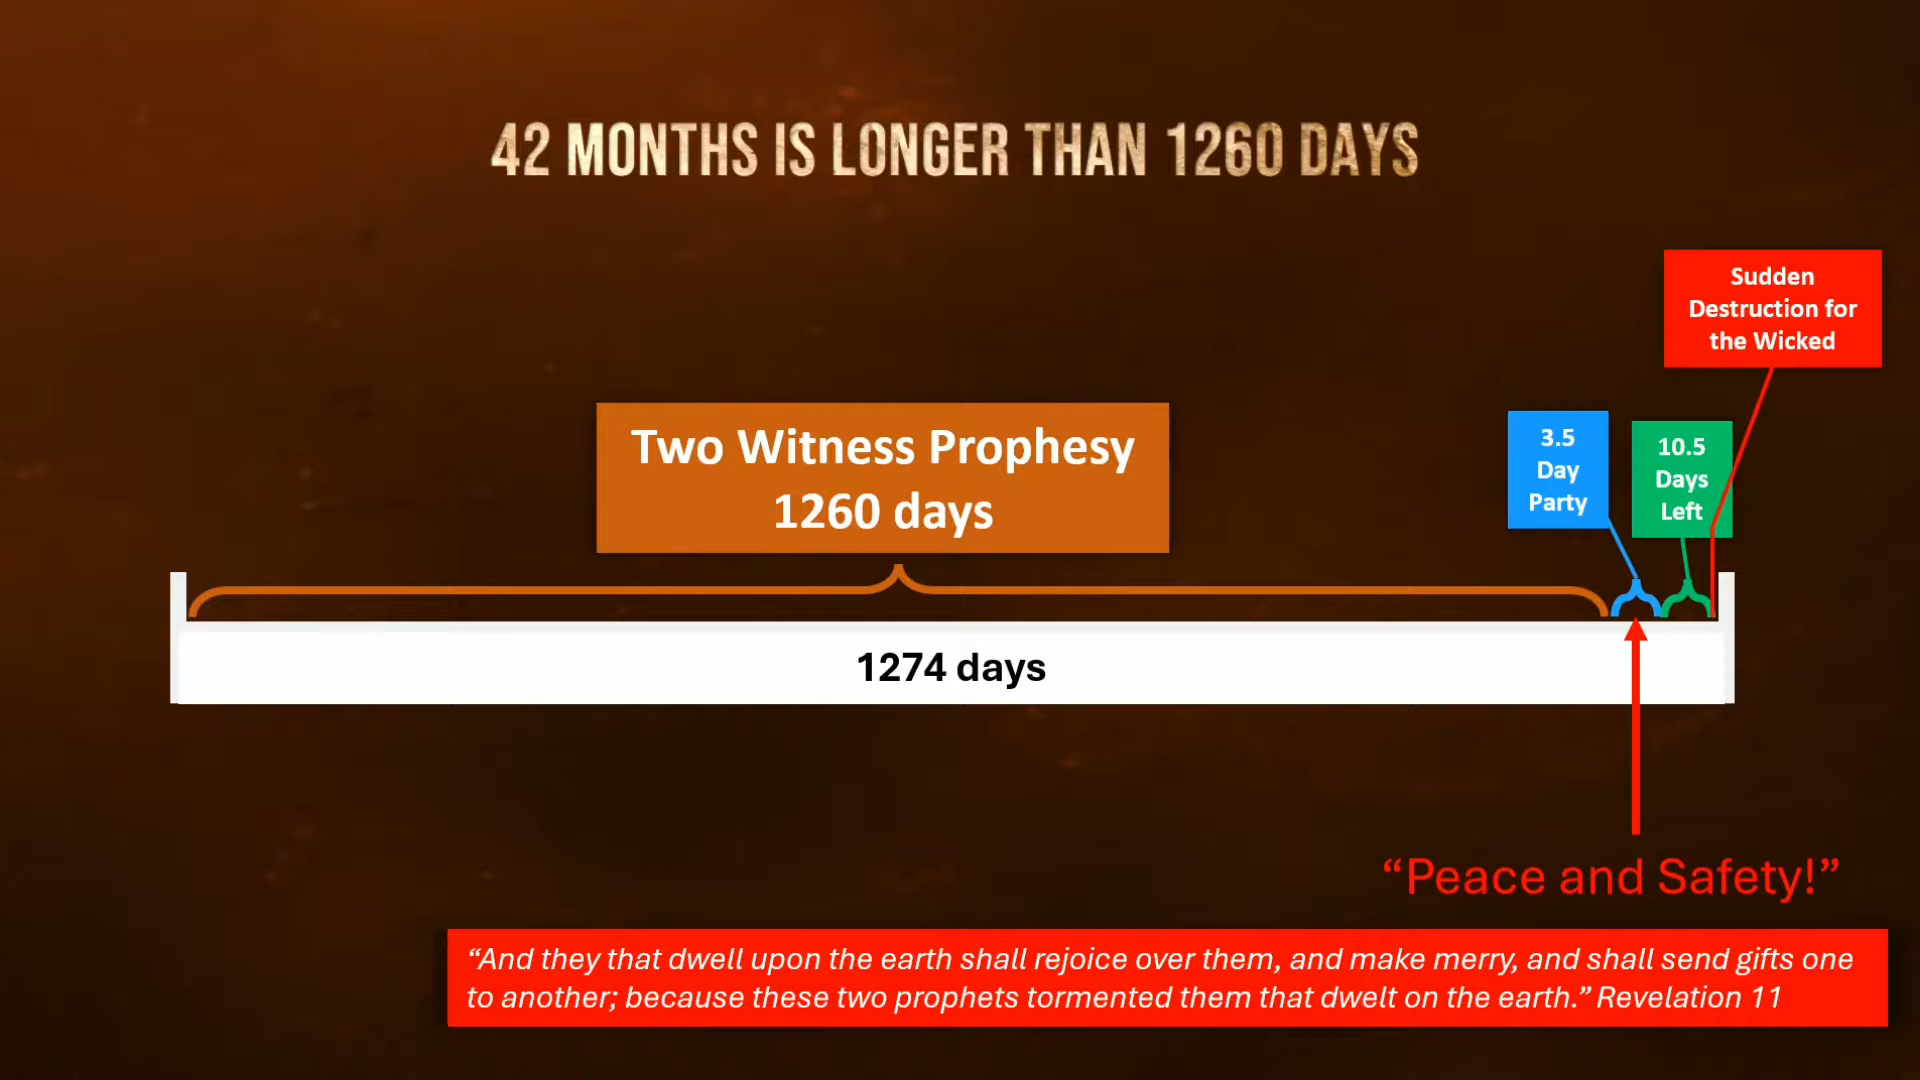 42 MONTHS IS LONGER THAN 1260 DAYS
Sudden
Destruction for
the Wicked
Two Witness Prophesy
1260 days
3.5
Day
Party
10.5
Days
Left
1274 days
“Peace and Safety!”
“And they that dwell upon the earth shall rejoice over them, and make merry, and shall send gifts one
to another; because these two prophets tormented them that dwelt on the earth.” Revelation 11